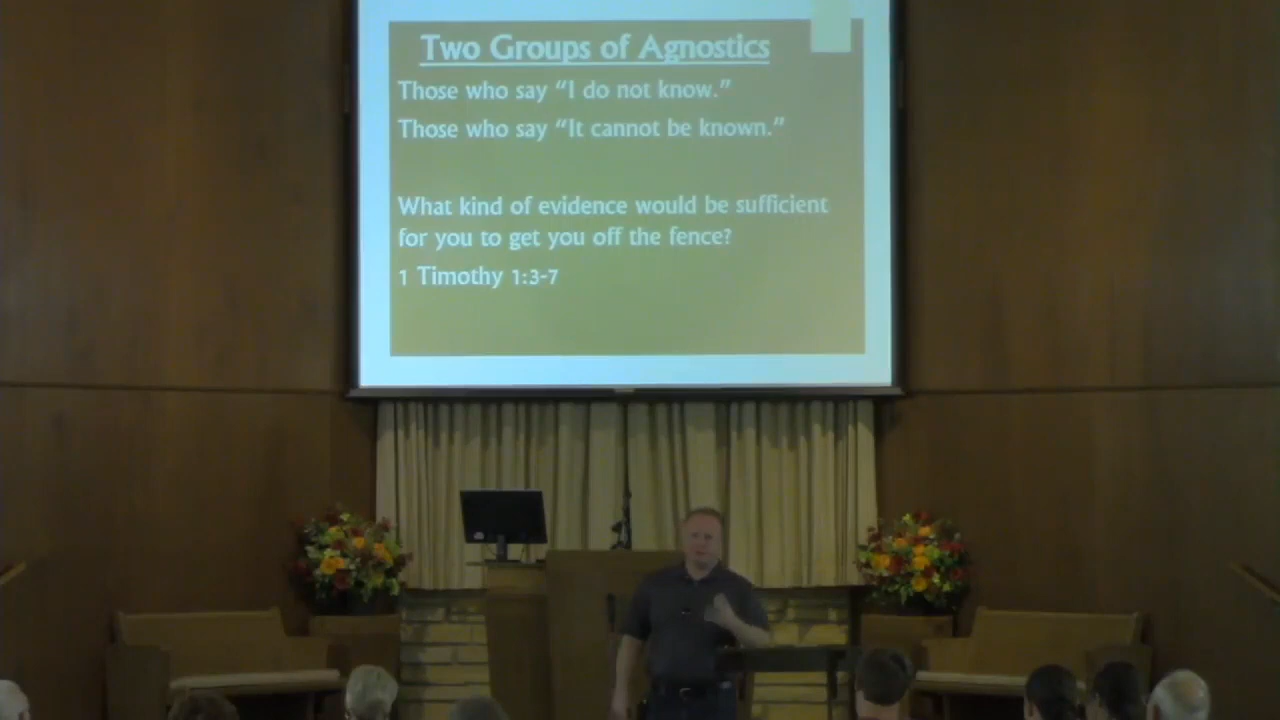 Two Groups of Agnostics
Those who say “I do not know.”
Those who say “It cannot be known.”
What kind of evidence would be sufficient
for you to get you off the fence?
1 Timothy 1:3-7